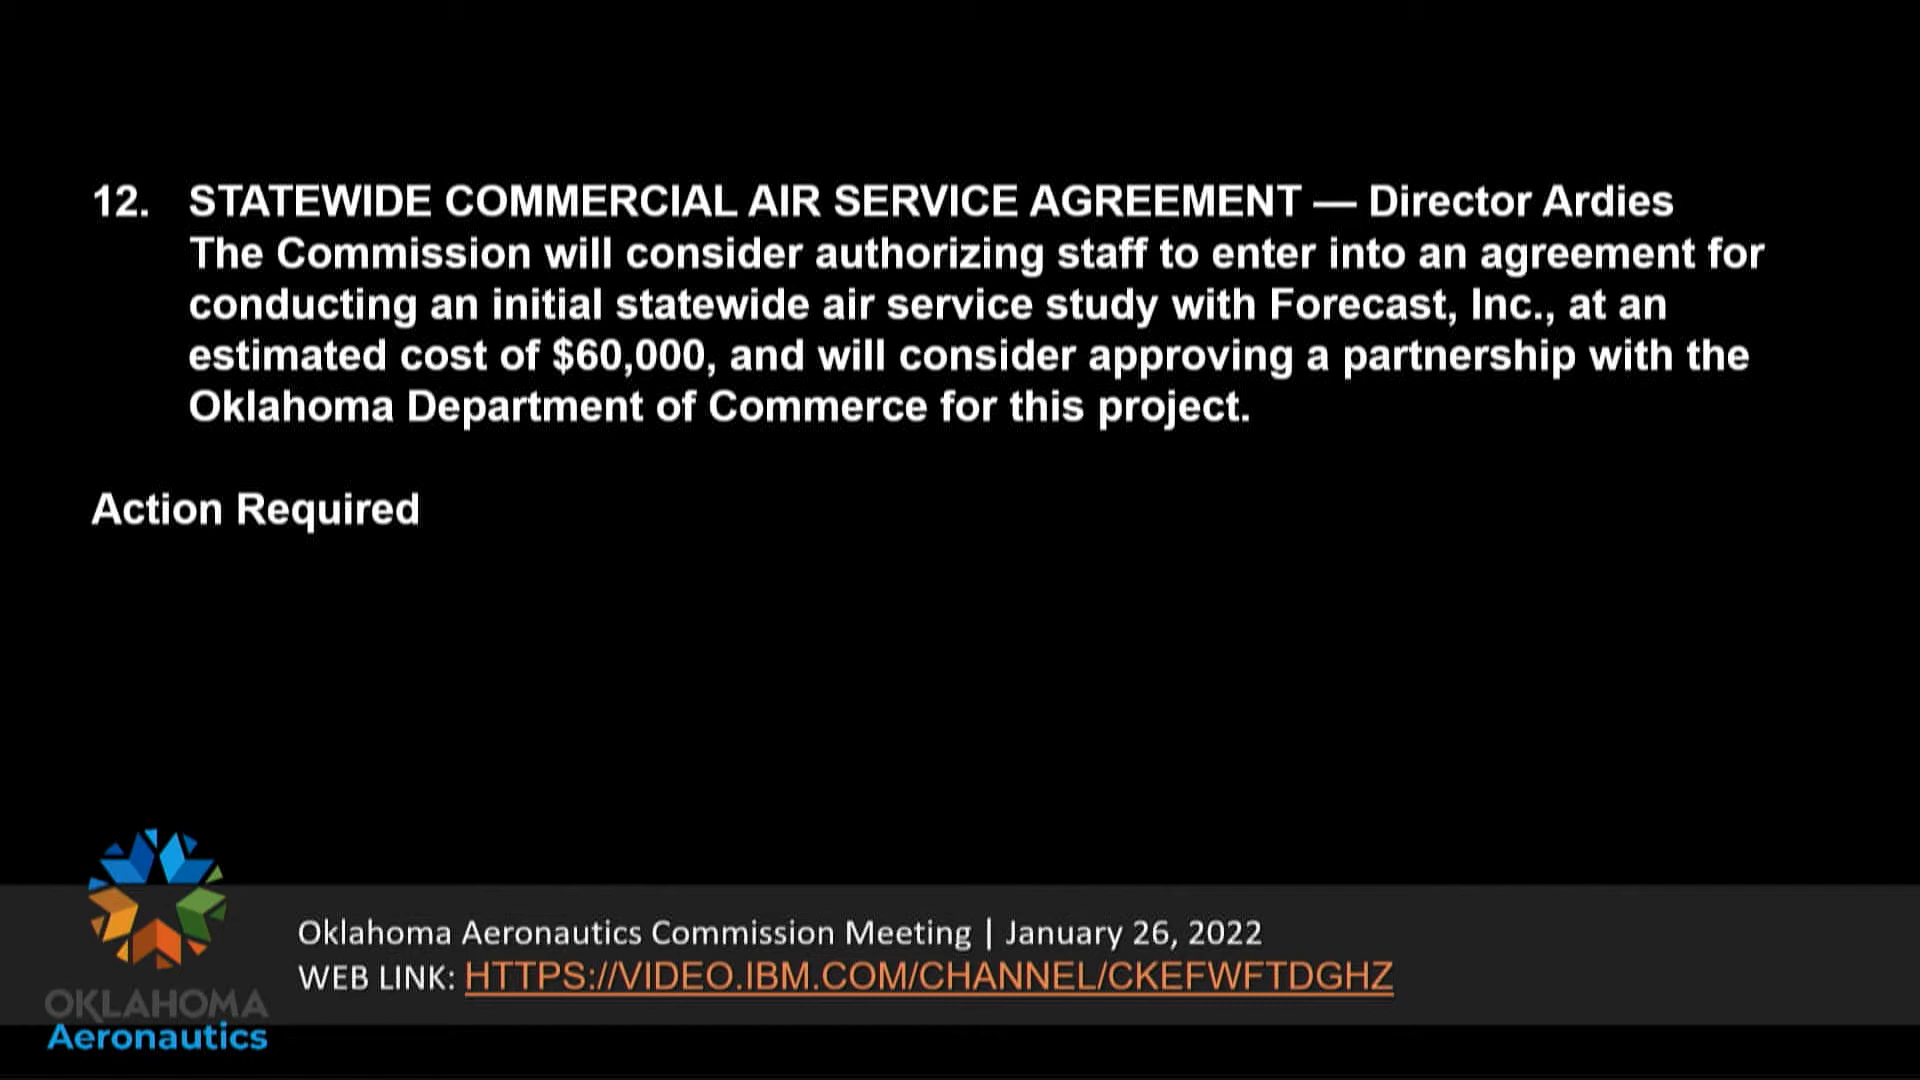 12. STATEWIDE COMMERCIAL AIR SERVICE AGREEMENT — Director Ardies
The Commission will consider authorizing staff to enter into an agreement for
conducting an initial statewide air service study with Forecast, Inc., at an
estimated cost of $60,000, and will consider approving a partnership with the
Oklahoma Department of Commerce for this project.
Action Required
Oklahoma Aeronautics Commission Meeting | January 26, 2022
WEB LINK: HTTPS://VIDEO.IBM.COM/CHANNEL/CKEFWFTDGHZ
OKLAHOMA
Aeronautics